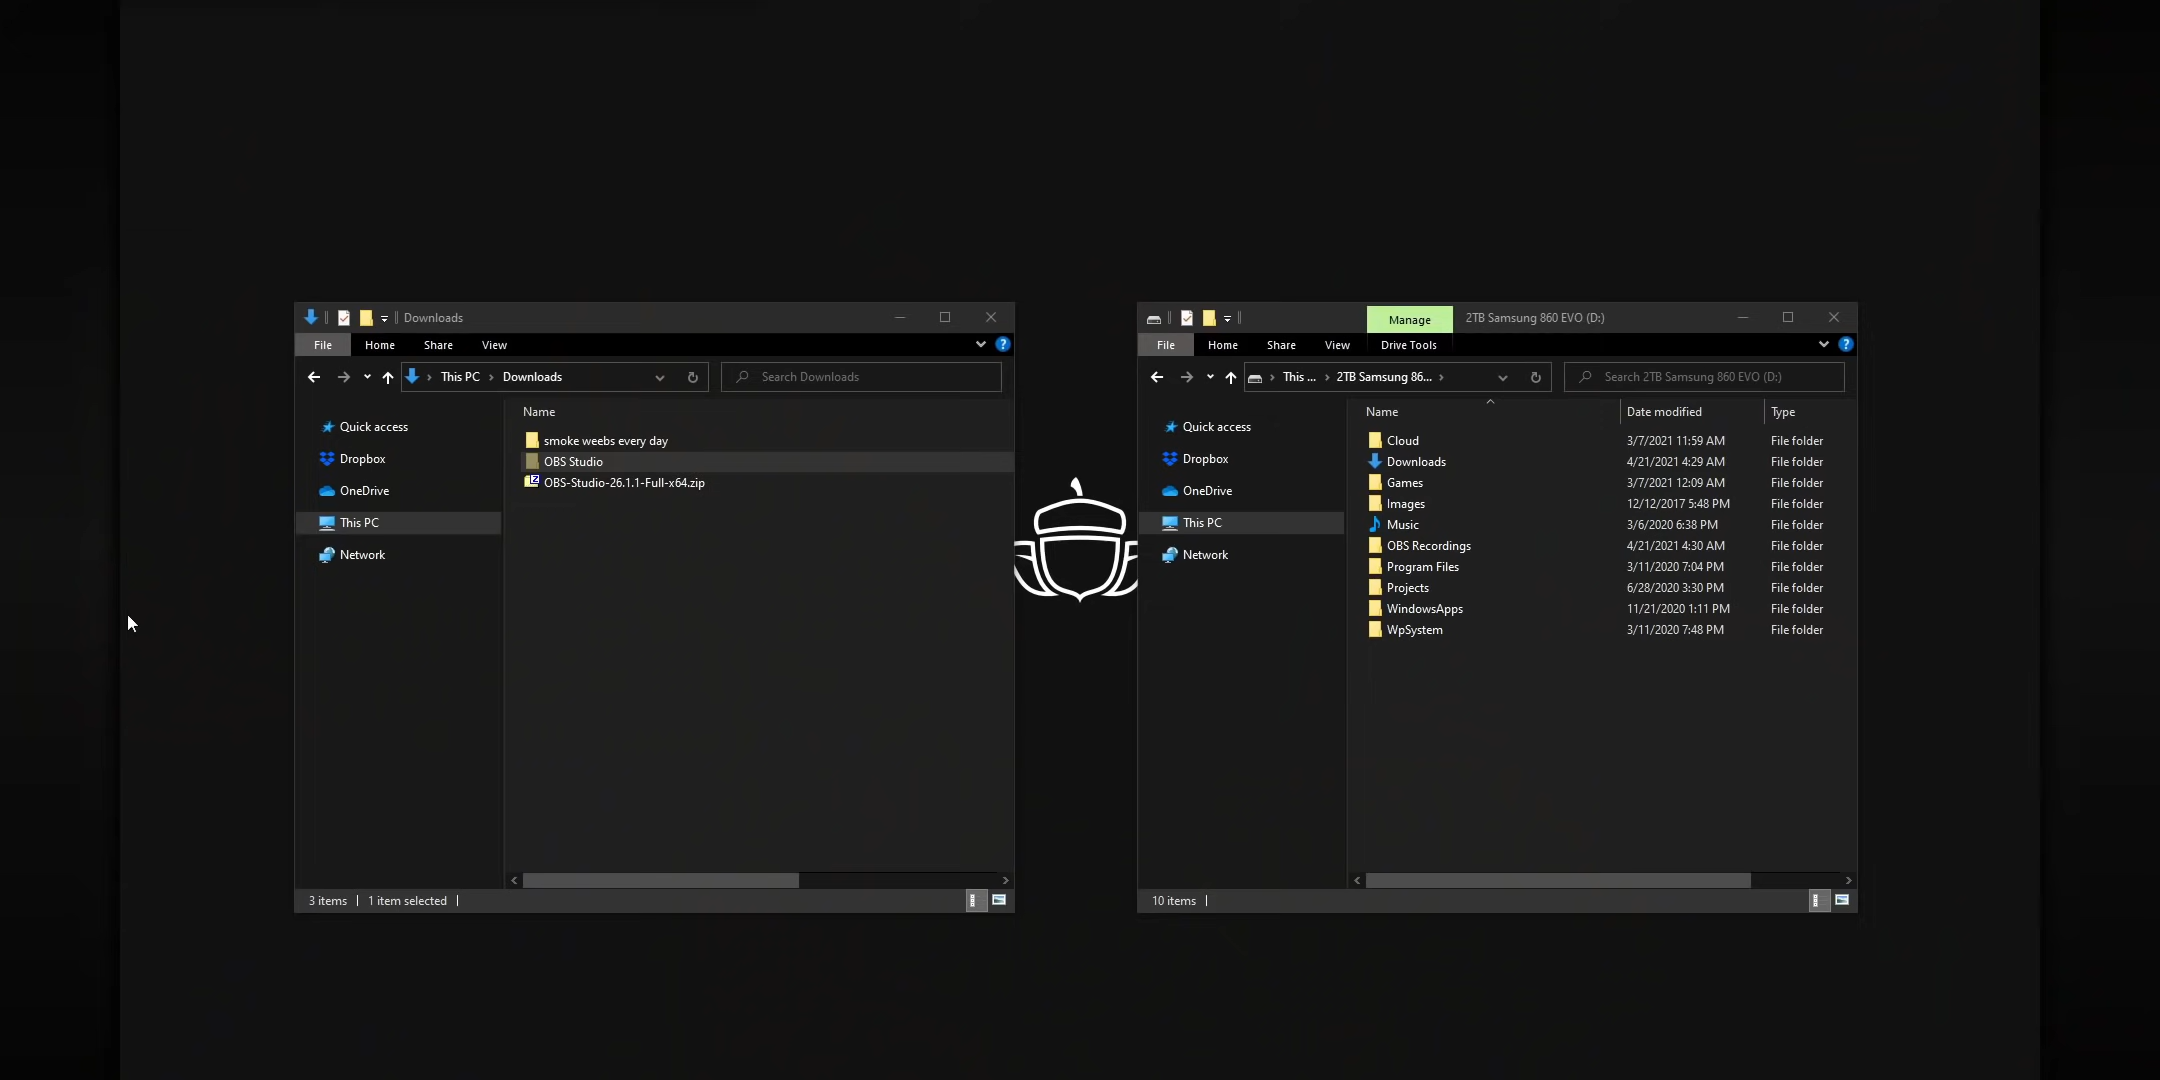 Downloads
File Home Share View
This PC Downloads
Search Downloads
Quick access
Dropbox
OneDrive
This PC
Network
Name
smoke weebs every day
OBS Studio
OBS-Studio-26.1.1-Full-x64.zip
3 items 1 item selected
Manage 2TB Samsung 860 EVO (D:)
File Home Share View Drive Tools
This ... 2TB Samsung 86...
Search 2TB Samsung 860 EVO (D:)
Quick access
Dropbox
OneDrive
This PC
Network
Name Date modified Type
Cloud 3/7/2021 11:59 AM File folder
Downloads 4/21/2021 4:29 AM File folder
Games 3/7/2021 12:09 AM File folder
Images 12/12/2017 5:48 PM File folder
Music 3/6/2020 6:38 PM File folder
OBS Recordings 4/21/2021 4:30 AM File folder
Program Files 3/11/2020 7:04 PM File folder
Projects 6/28/2020 3:30 PM File folder
WindowsApps 11/21/2020 1:11 PM File folder
WpSystem 3/11/2020 7:48 PM File folder
10 items